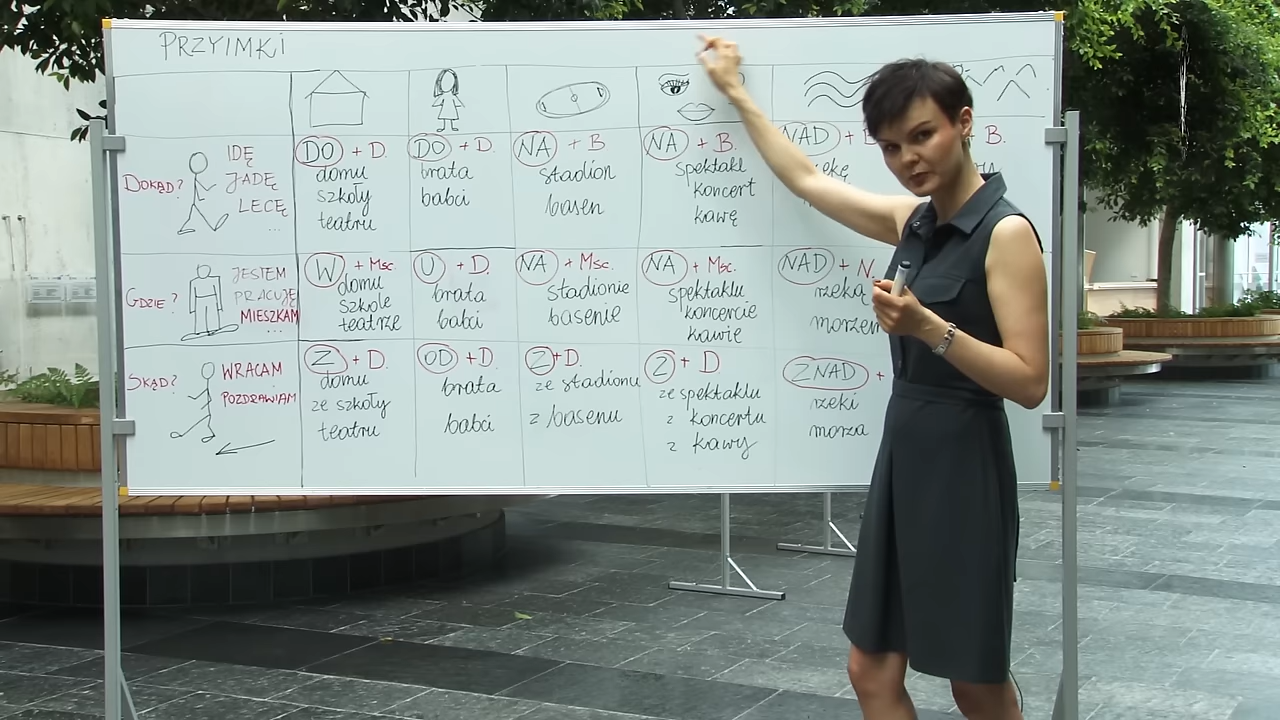 PRZYIMKI
DOKĄD?
IDĘ
JADĘ
LECĘ
...
DO + D.
domu
szkoły
teatru
DO + D.
brata
babci
NA + B
stadion
basen
NA + B.
spektakl
koncert
kawę
NAD +
+ B.
GDZIE?
JESTEM
PRACUJĘ
MIESZKAM
...
W + Msc.
domu
szkole
teatrze
U + D.
brata
babci
NA + Msc.
stadionie
basenie
NA + Msc.
spektaklu
koncercie
kawie
NAD + N.
rzeką
morzem
SKĄD?
WRACAM
POZDRAWIAM
Z + D
domu
ze szkoły
teatru
OD + D.
brata
babci
Z + D.
ze stadionu
z basenu
Z + D
ze spektaklu
z koncertu
z kawy
ZNAD +
rzeki
morza